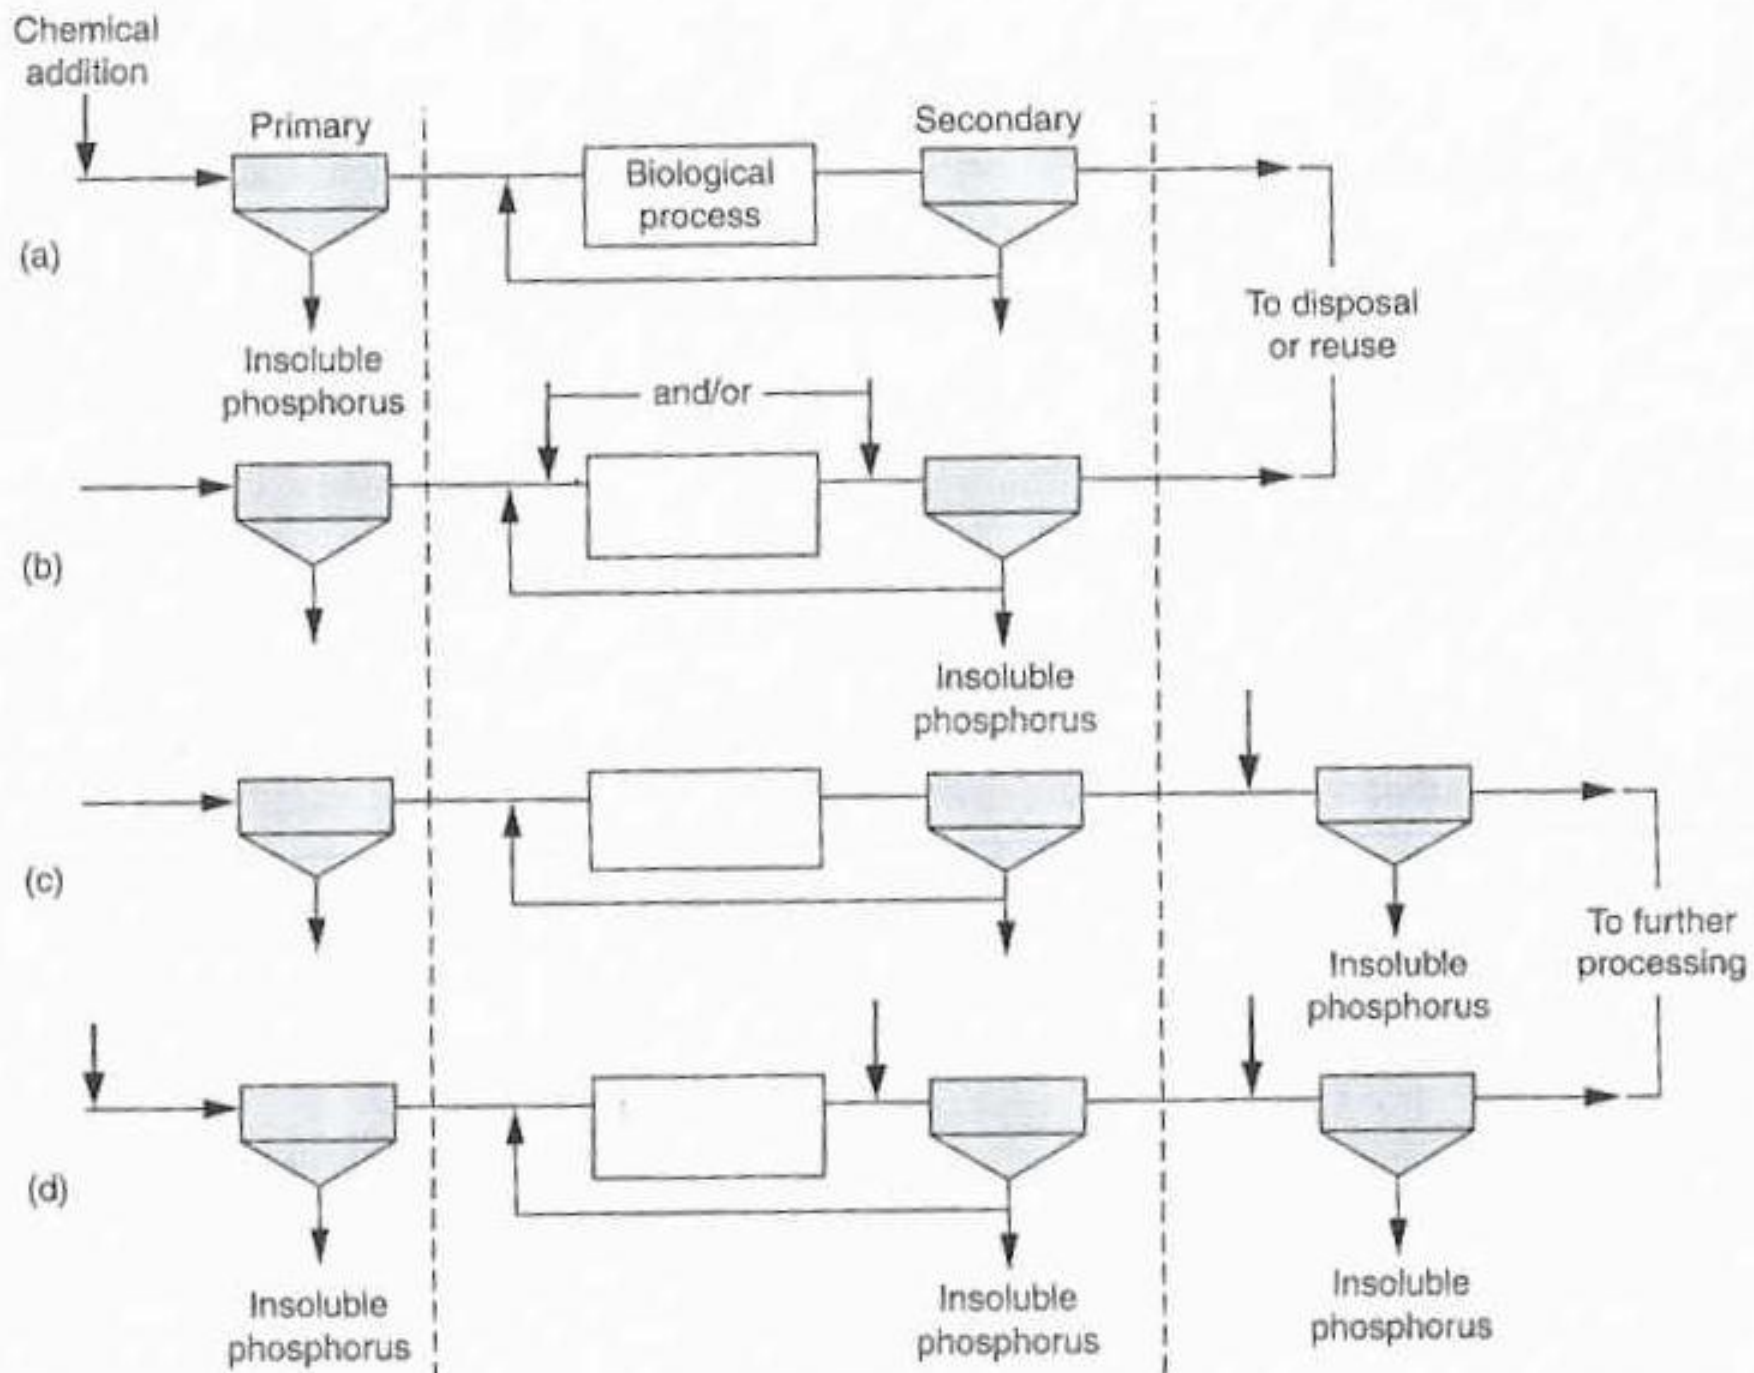 Chemical
addition
Primary
Secondary
Biological
process
(a)
To disposal
or reuse
Insoluble
phosphorus
and/or
(b)
Insoluble
phosphorus
(c)
To further
processing
Insoluble
phosphorus
(d)
Insoluble
phosphorus
Insoluble
phosphorus
Insoluble
phosphorus